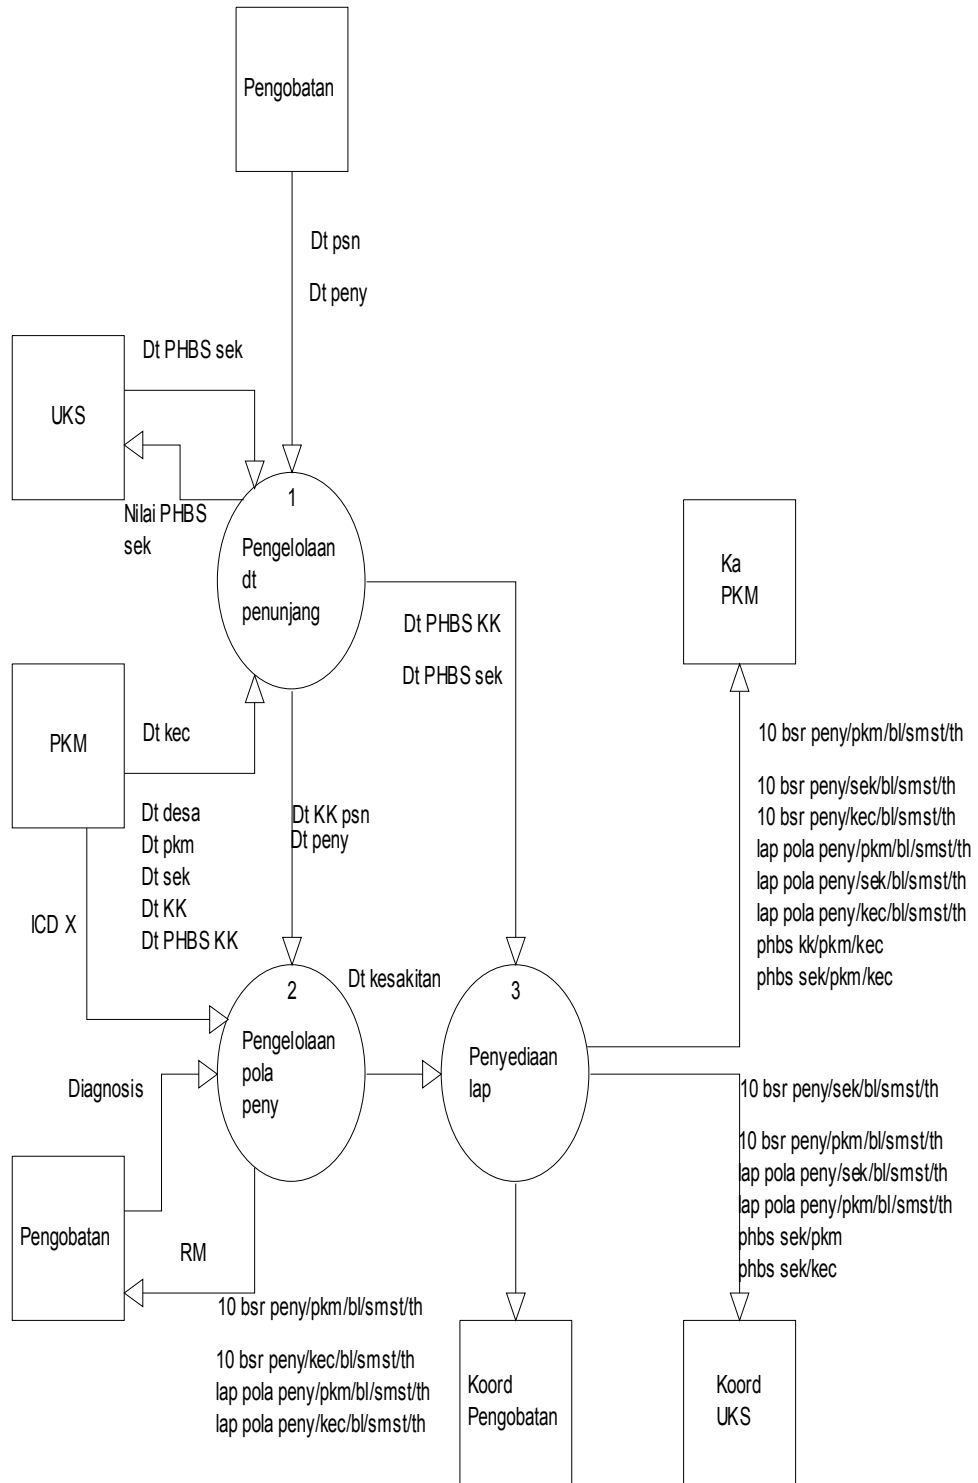 Pengobatan
Dt psn
Dt peny
Dt PHBS sek
UKS
Nilai PHBS
sek
1
Pengelolaan
dt
penunjang
Ka
PKM
Dt PHBS KK
Dt PHBS sek
PKM
Dt kec
10 bsr peny/pkm/bl/smst/th
10 bsr peny/sek/bl/smst/th
10 bsr peny/kec/bl/smst/th
lap pola peny/pkm/bl/smst/th
lap pola peny/sek/bl/smst/th
lap pola peny/kec/bl/smst/th
phbs kk/pkm/kec
phbs sek/pkm/kec
Dt desa
Dt pkm
Dt sek
Dt KK
Dt PHBS KK
Dt KK psn
Dt peny
ICD X
Dt kesakitan
2
Pengelolaan
pola
peny
3
Penyediaan
lap
Diagnosis
10 bsr peny/sek/bl/smst/th
10 bsr peny/pkm/bl/smst/th
lap pola peny/sek/bl/smst/th
lap pola peny/pkm/bl/smst/th
phbs sek/pkm
phbs sek/kec
Pengobatan
RM
10 bsr peny/pkm/bl/smst/th
10 bsr peny/kec/bl/smst/th
lap pola peny/pkm/bl/smst/th
lap pola peny/kec/bl/smst/th
Koord
Pengobatan
Koord
UKS